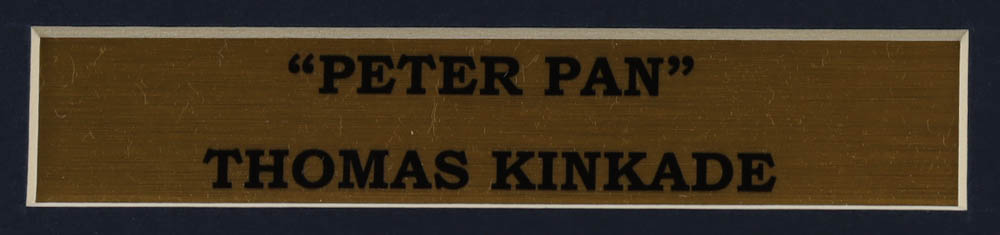 “PETER PAN”
THOMAS KINKADE